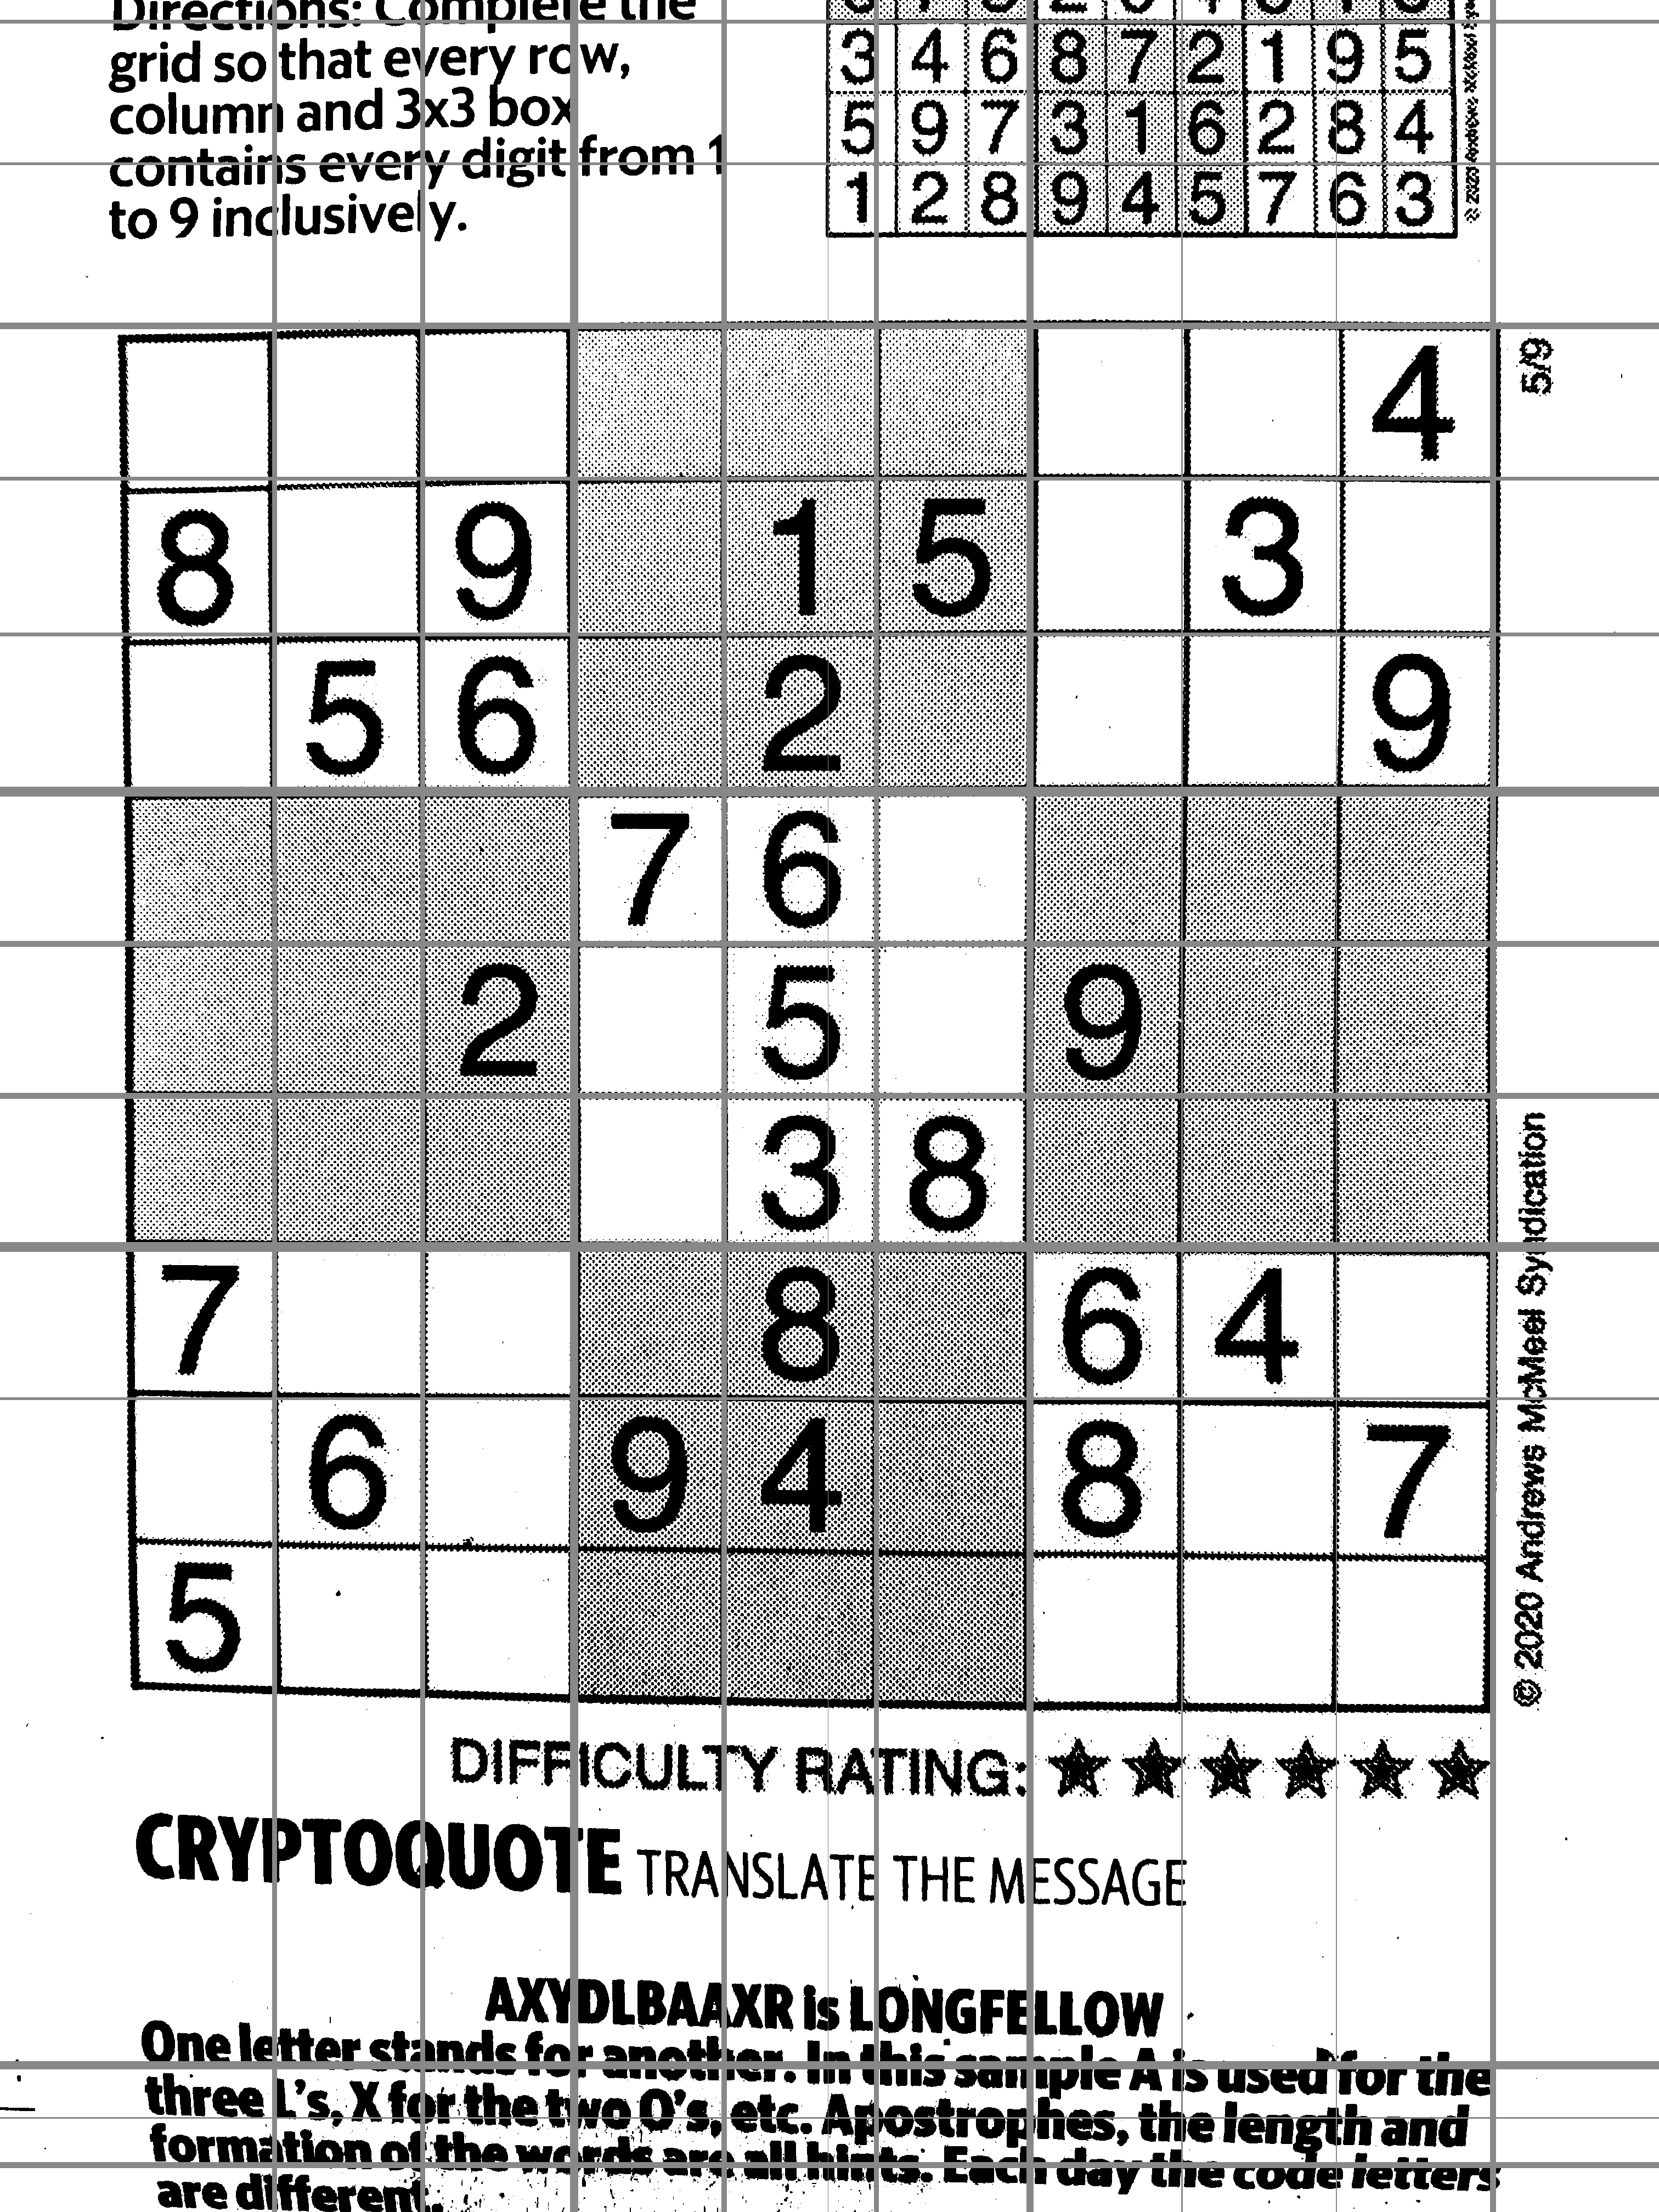 Directions: Complete the
grid so that every row,
column and 3x3 box
contains every digit from 1
to 9 inclusively.
3 4 6 8 7 2 1 9 5
5 9 7 3 1 6 2 8 4
1 2 8 9 4 5 7 6 3
4
8 9 1 5 3
5 6 2 9
7 6
2 5 9
3 8
7 8 6 4
6 9 4 8 7
5
5/9
© 2020 Andrews McMeel Syndication
DIFFICULTY RATING: ★ ★ ★ ★ ★ ★
CRYPTOQUOTE TRANSLATE THE MESSAGE
AXYDLBAAXR is LONGFELLOW
One letter stands for another. In this sample A is used for the
three L's, X for the two O's, etc. Apostrophes, the length and
formation of the words are all hints. Each day the code letters
are different.